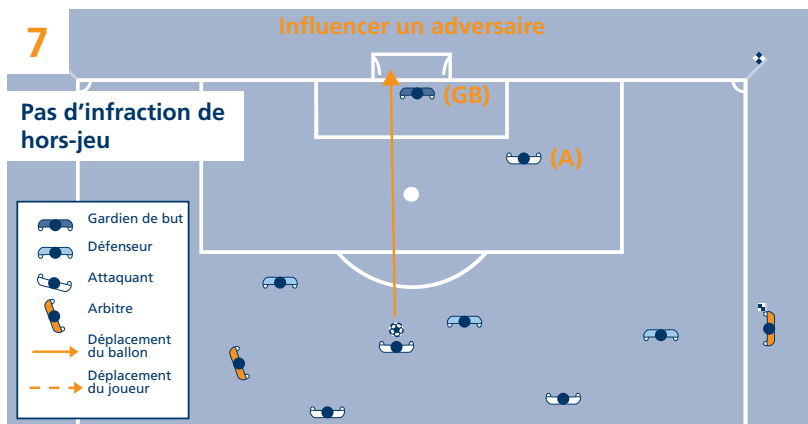 7
Influencer un adversaire
(GB)
Pas d’infraction de
hors-jeu
(A)
Gardien de but
Défenseur
Attaquant
Arbitre
Déplacement
du ballon
Déplacement
du joueur